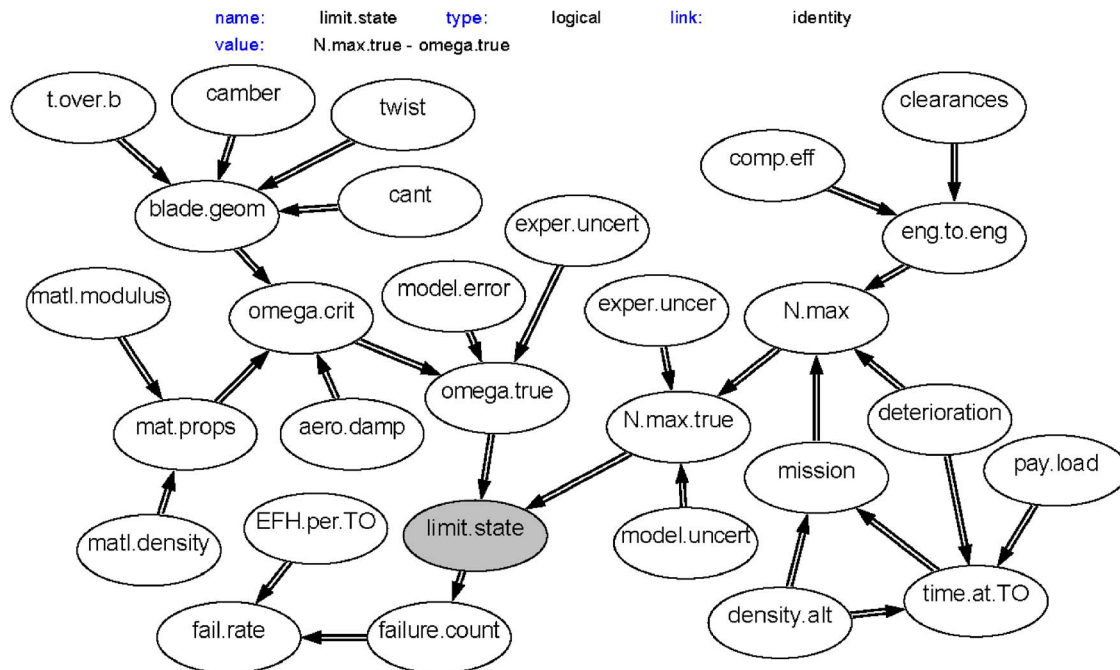 name: limit.state type: logical link: identity
value: N.max.true - omega.true
t.over.b
camber
twist
clearances
comp.eff
blade.geom
cant
exper.uncert
eng.to.eng
matl.modulus
omega.crit
model.error
exper.uncer
N.max
omega.true
mat.props
aero.damp
N.max.true
deterioration
mission
pay.load
matl.density
EFH.per.TO
limit.state
model.uncert
density.alt
time.at.TO
fail.rate
failure.count